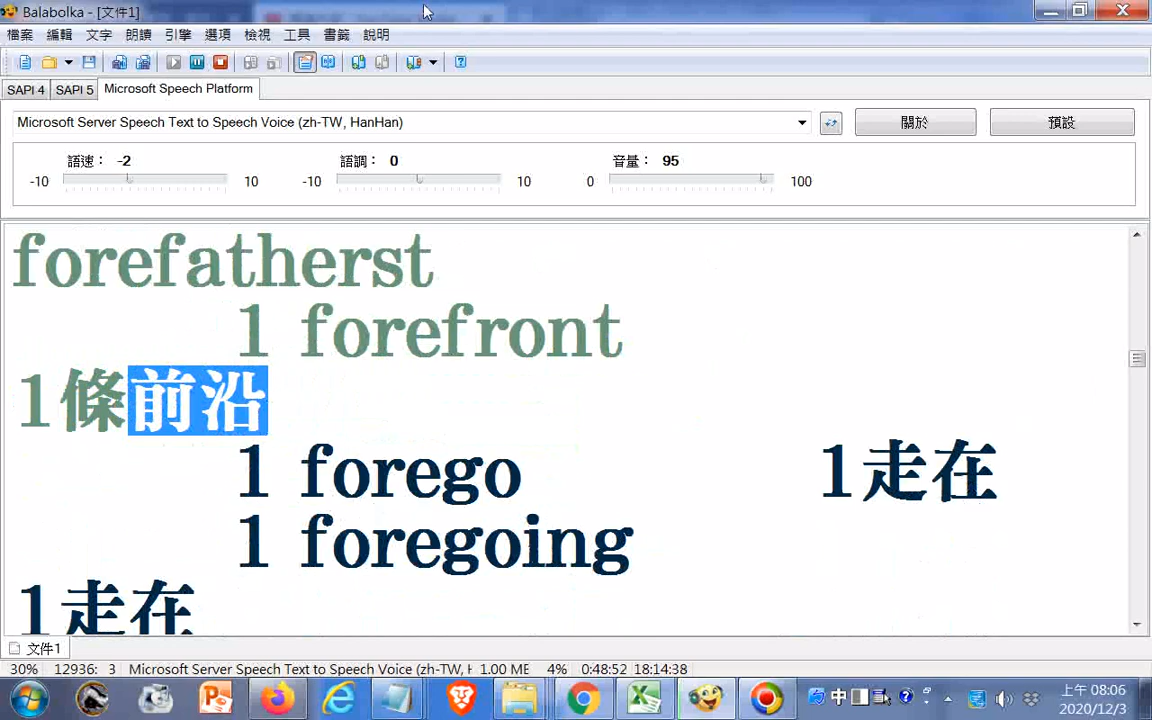 Balabolka - [文件1]
檔案 編輯 文字 朗讀 引擎 選項 檢視 工具 書籤 說明
SAPI 4 SAPI 5 Microsoft Speech Platform
Microsoft Server Speech Text to Speech Voice (zh-TW, HanHan) 關於 預設
語速： -2 語調： 0 音量： 95
-10 10 -10 10 0 100
forefatherst
1 forefront
1條前沿
1 forego 1走在
1 foregoing
1走在
文件1
30% 12936: 3 Microsoft Server Speech Text to Speech Voice (zh-TW, 1.00 ME 4% 0:48:52 18:14:38
中 上午 08:06
2020/12/3